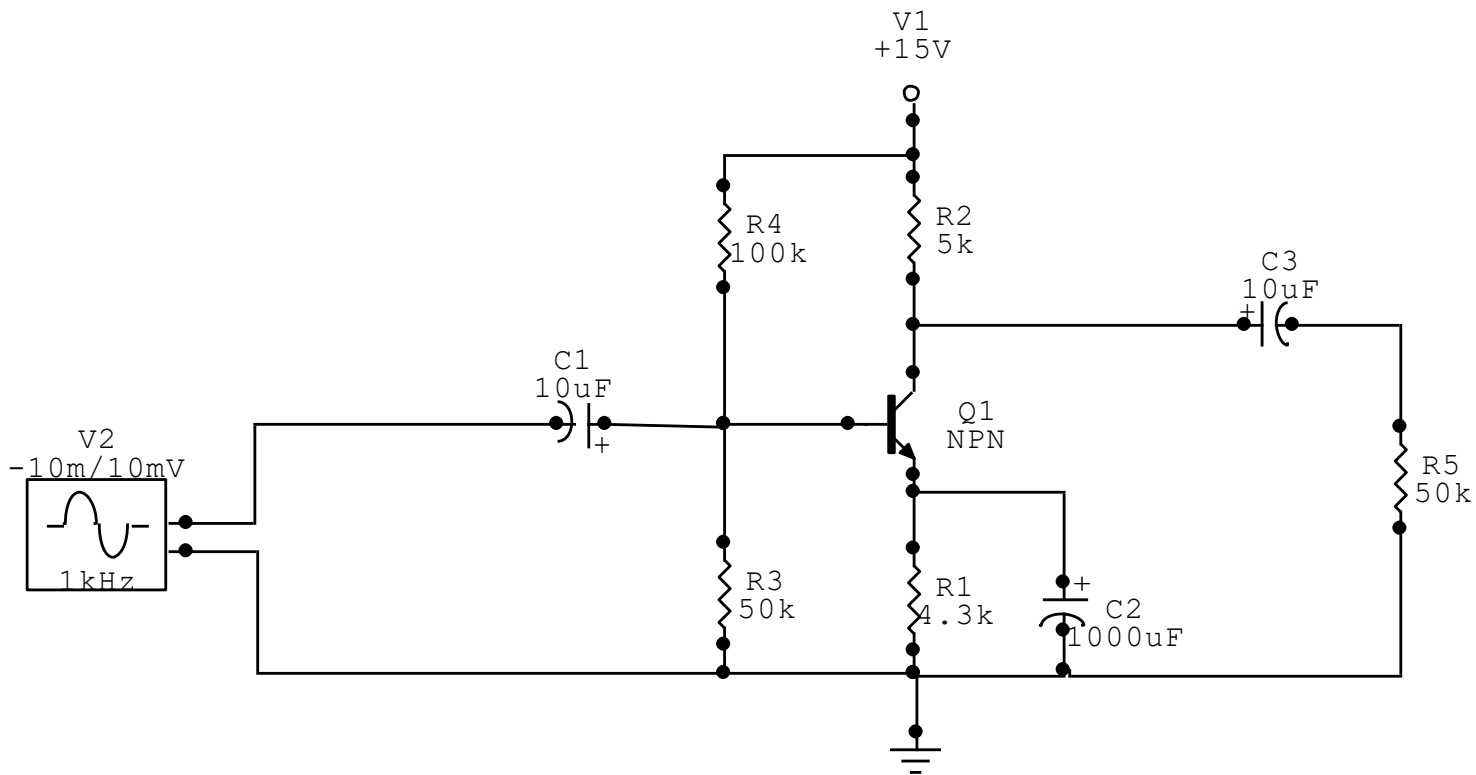 V1
+15V
R4
100k
R2
5k
C3
10uF
+
C1
10uF
+
Q1
NPN
V2
-10m/10mV
1kHz
R5
50k
R3
50k
R1
4.3k
+
C2
1000uF